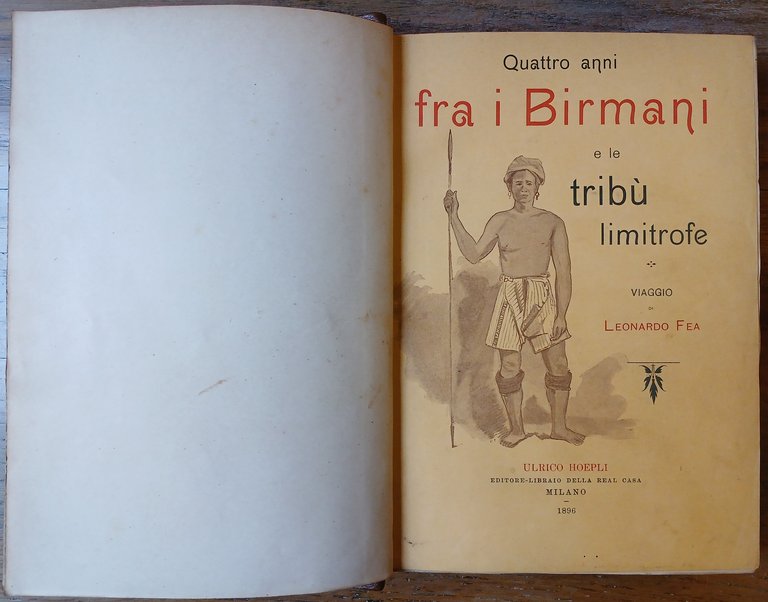 Quattro anni
fra i Birmani
e le
tribù
limitrofe
VIAGGIO
DI
LEONARDO FEA
ULRICO HOEPLI
EDITORE-LIBRAIO DELLA REAL CASA
MILANO
1896